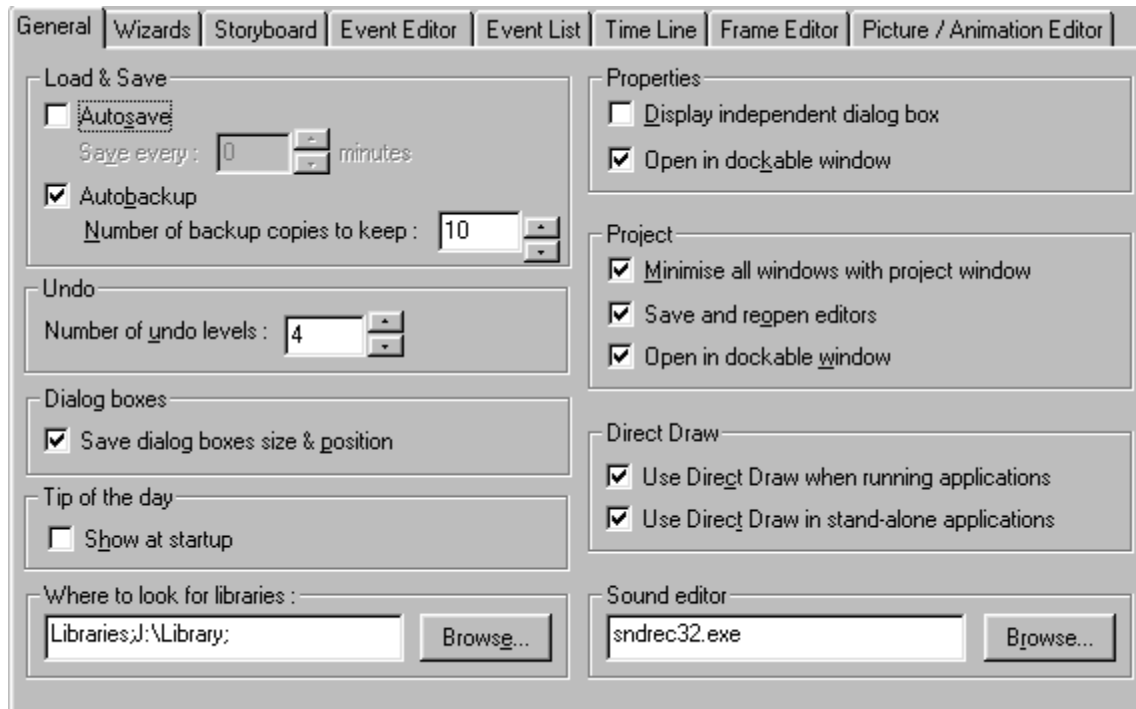 General Wizards Storyboard Event Editor Event List Time Line Frame Editor Picture / Animation Editor
Load & Save
Autosave
Save every : 0 minutes
Autobackup
Number of backup copies to keep : 10
Undo
Number of undo levels : 4
Dialog boxes
Save dialog boxes size & position
Tip of the day
Show at startup
Where to look for libraries :
Libraries;J:\Library; Browse...
Properties
Display independent dialog box
Open in dockable window
Project
Minimise all windows with project window
Save and reopen editors
Open in dockable window
Direct Draw
Use Direct Draw when running applications
Use Direct Draw in stand-alone applications
Sound editor
sndrec32.exe Browse...